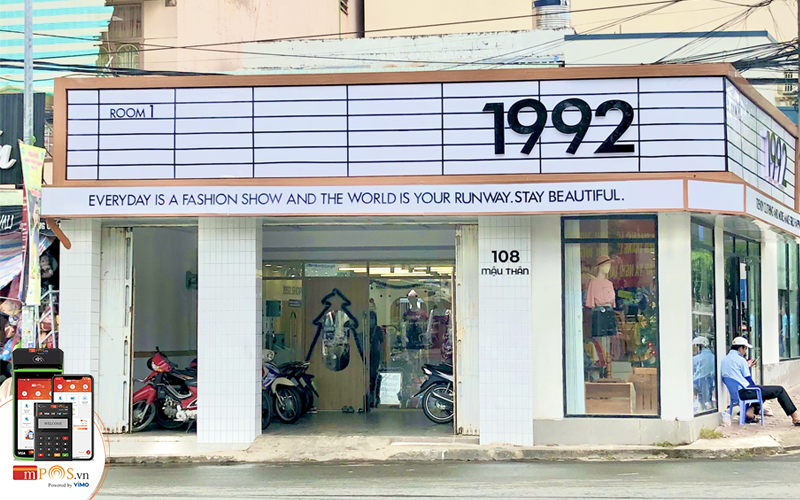 ROOM 1
1992
1992
EVERYDAY IS A FASHION SHOW AND THE WORLD IS YOUR RUNWAY.STAY BEAUTIFUL.
108
MẬU THÂN
WELCOME
VISA
mPOS.vn
Powered by VIMO